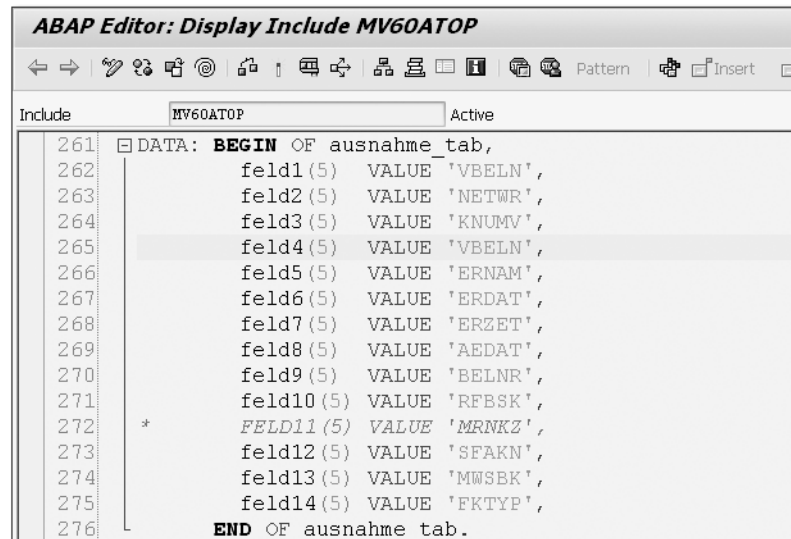 ABAP Editor: Display Include MV60ATOP
Pattern Insert
Include MV60ATOP Active
261 DATA: BEGIN OF ausnahme_tab,
262 feld1(5) VALUE 'VBELN',
263 feld2(5) VALUE 'NETWR',
264 feld3(5) VALUE 'KNUMV',
265 feld4(5) VALUE 'VBELN',
266 feld5(5) VALUE 'ERNAM',
267 feld6(5) VALUE 'ERDAT',
268 feld7(5) VALUE 'ERZET',
269 feld8(5) VALUE 'AEDAT',
270 feld9(5) VALUE 'BELNR',
271 feld10(5) VALUE 'RFBSK',
272 * FELD11(5) VALUE 'MRNKZ',
273 feld12(5) VALUE 'SFAKN',
274 feld13(5) VALUE 'MWSBK',
275 feld14(5) VALUE 'FKTYP',
276 END OF ausnahme_tab.